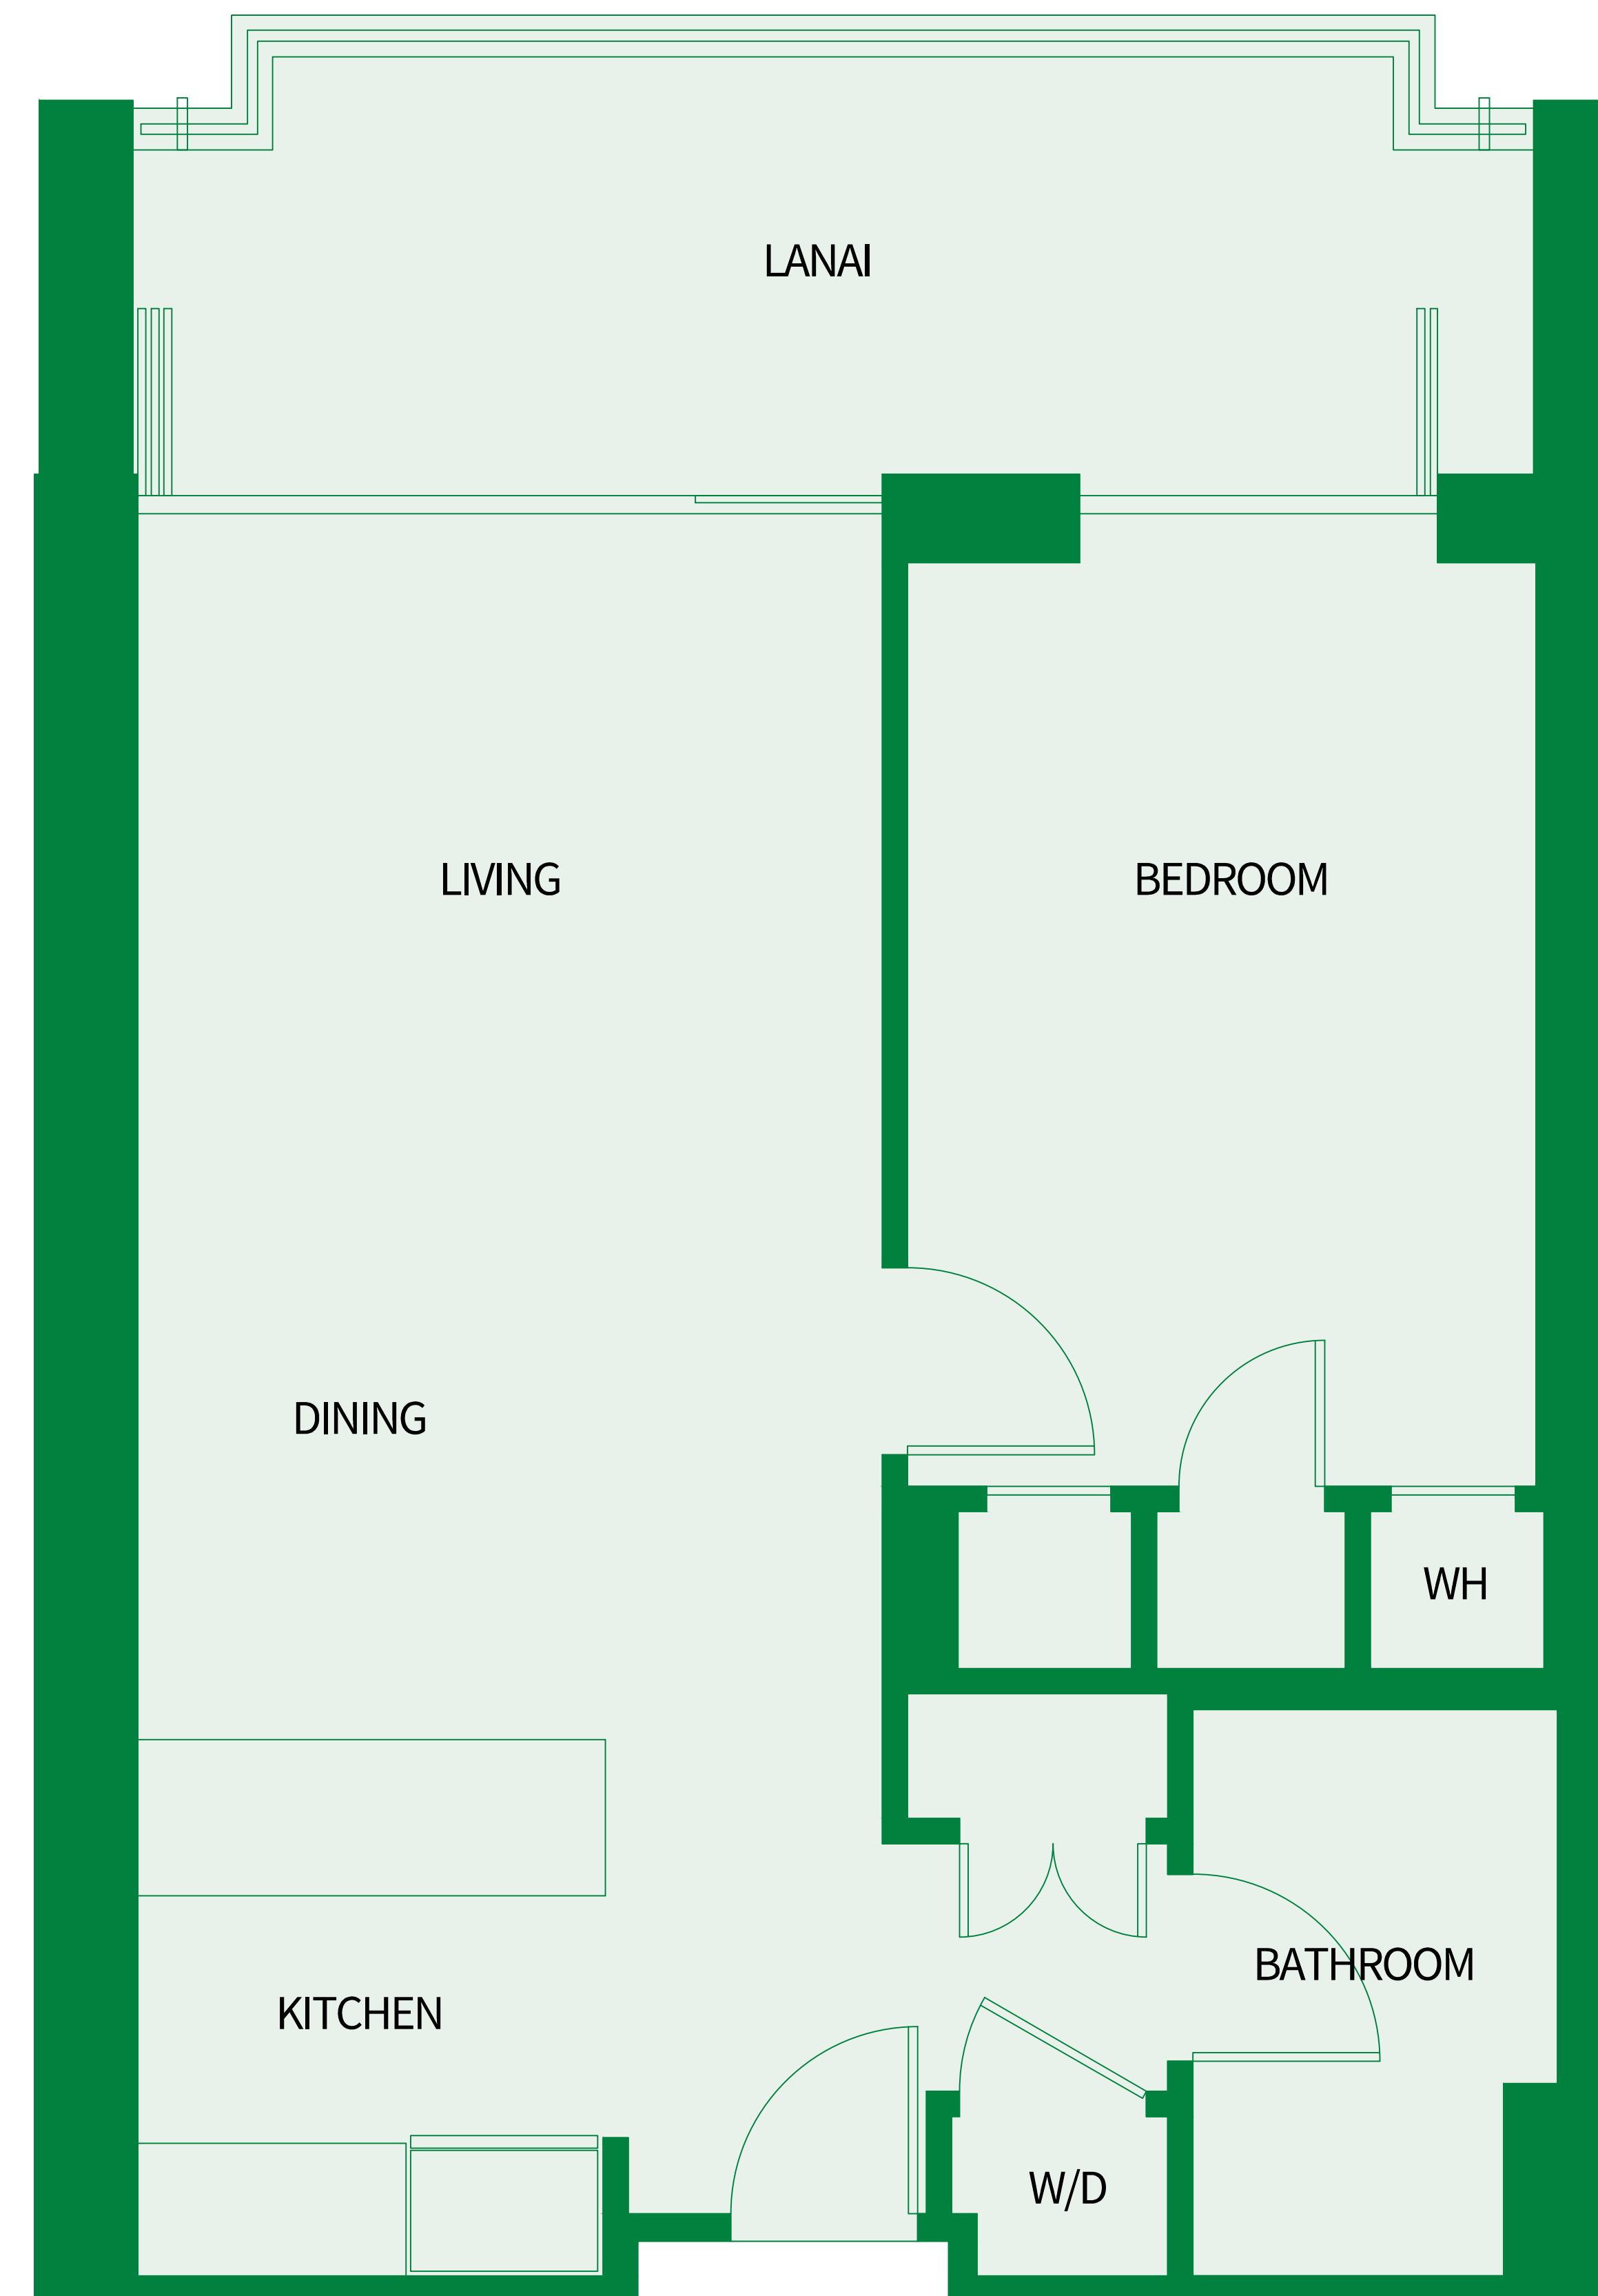 LANAI
LIVING
BEDROOM
DINING
WH
BATHROOM
KITCHEN
W/D